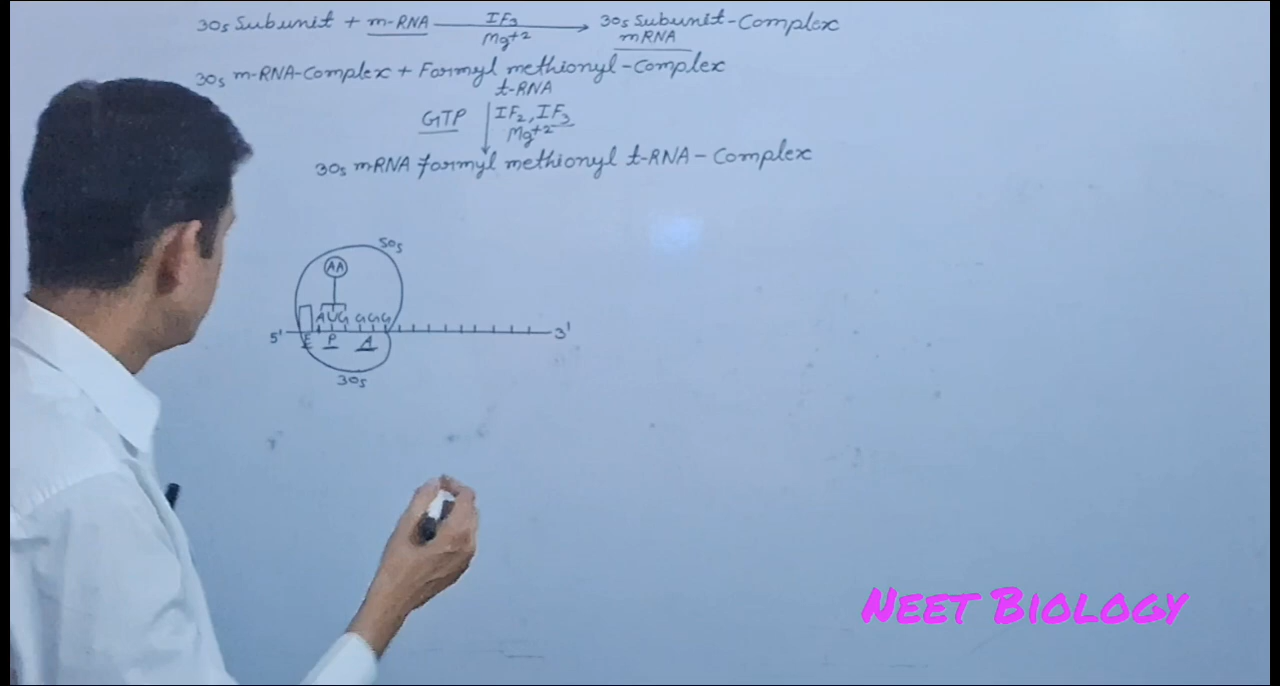 30s Subunit + m-RNA IF3 Mg+2 → 30s Subunit-Complex
mRNA
30s m-RNA-Complex + Formyl methionyl-Complex
t-RNA
GTP IF2, IF3
Mg+2
30s mRNA formyl methionyl t-RNA-Complex
50s
AA
AUG GGG
5' 3'
E P A
30s
NEET BIOLOGY